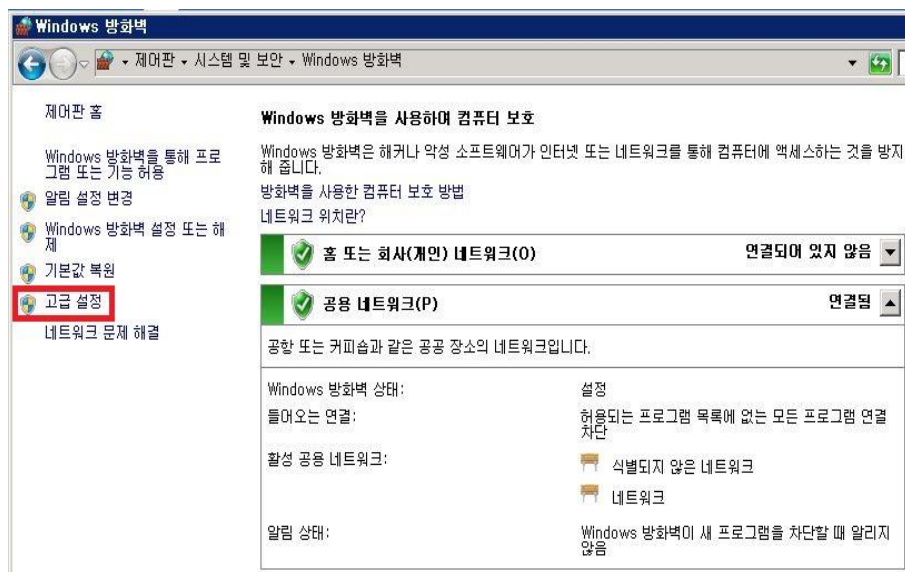 Windows 방화벽
제어판 시스템 및 보안 Windows 방화벽
제어판 홈
Windows 방화벽을 통해 프로
그램 또는 기능 허용
알림 설정 변경
Windows 방화벽 설정 또는 해
제
기본값 복원
고급 설정
네트워크 문제 해결
Windows 방화벽을 사용하여 컴퓨터 보호
Windows 방화벽은 해커나 악성 소프트웨어가 인터넷 또는 네트워크를 통해 컴퓨터에 액세스하는 것을 방지
해 줍니다.
방화벽을 사용한 컴퓨터 보호 방법
네트워크 위치란?
홈 또는 회사(개인) 네트워크(O) 연결되어 있지 않음
공용 네트워크(P) 연결됨
공항 또는 커피숍과 같은 공공 장소의 네트워크입니다.
Windows 방화벽 상태: 설정
들어오는 연결: 허용되는 프로그램 목록에 없는 모든 프로그램 연결
차단
활성 공용 네트워크: 식별되지 않은 네트워크
네트워크
알림 상태: Windows 방화벽이 새 프로그램을 차단할 때 알리지
않음